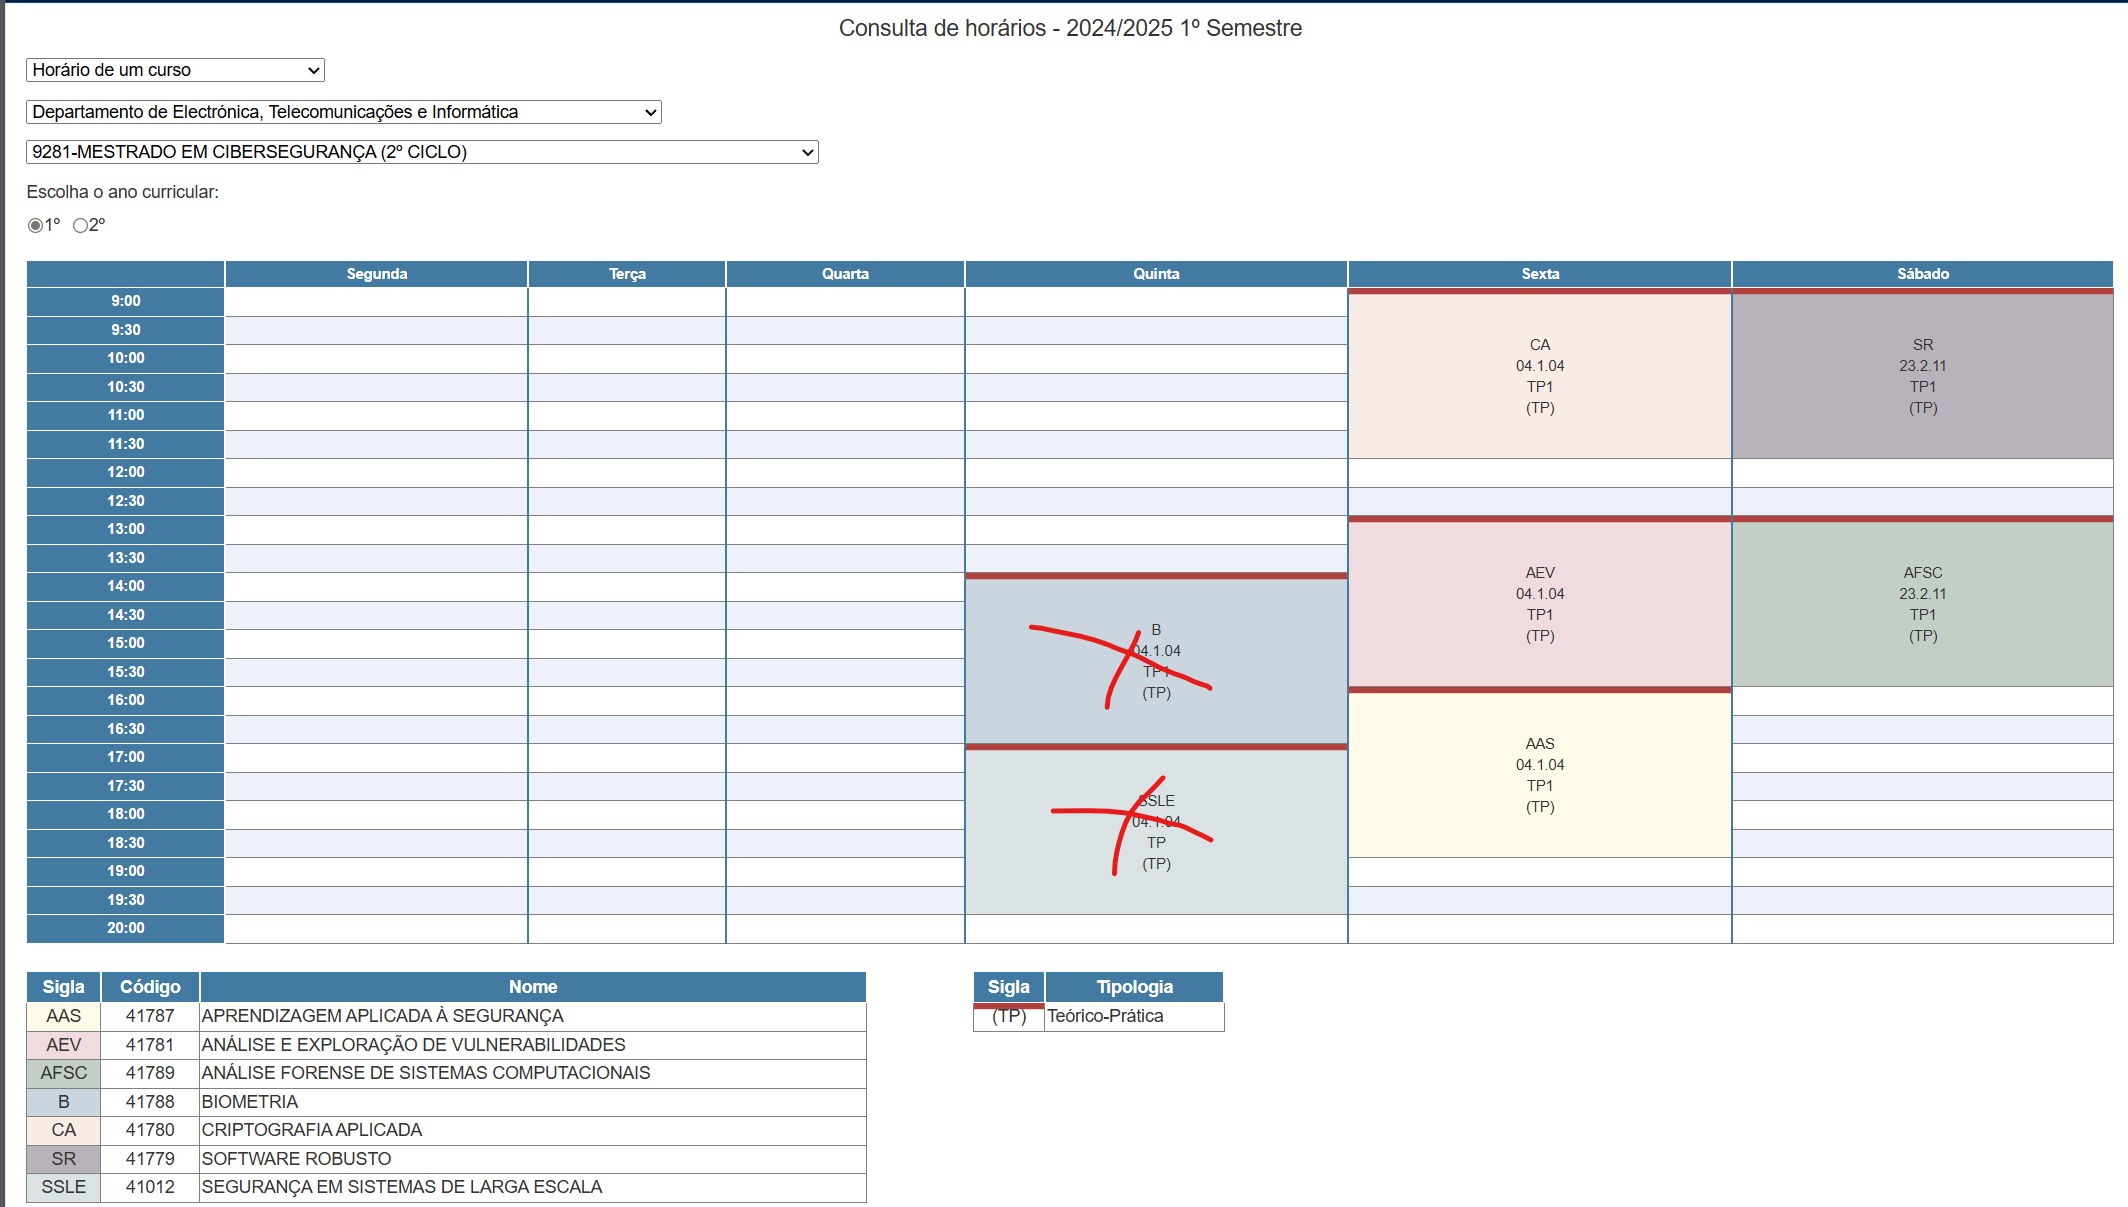 Consulta de horários - 2024/2025 1º Semestre
Horário de um curso
Departamento de Electrónica, Telecomunicações e Informática
9281-MESTRADO EM CIBERSEGURANÇA (2º CICLO)
Escolha o ano curricular:
1º 2º
Segunda Terça Quarta Quinta Sexta Sábado
9:00
9:30
10:00
10:30
11:00
11:30
12:00
12:30
13:00
13:30
14:00
14:30
15:00
15:30
16:00
16:30
17:00
17:30
18:00
18:30
19:00
19:30
20:00
B
04.1.04
TP1
(TP)
SSLE
04.1.04
TP
(TP)
CA
04.1.04
TP1
(TP)
AEV
04.1.04
TP1
(TP)
AAS
04.1.04
TP1
(TP)
SR
23.2.11
TP1
(TP)
AFSC
23.2.11
TP1
(TP)
Sigla Código Nome
AAS 41787 APRENDIZAGEM APLICADA À SEGURANÇA
AEV 41781 ANÁLISE E EXPLORAÇÃO DE VULNERABILIDADES
AFSC 41789 ANÁLISE FORENSE DE SISTEMAS COMPUTACIONAIS
B 41788 BIOMETRIA
CA 41780 CRIPTOGRAFIA APLICADA
SR 41779 SOFTWARE ROBUSTO
SSLE 41012 SEGURANÇA EM SISTEMAS DE LARGA ESCALA
Sigla Tipologia
(TP) Teórico-Prática